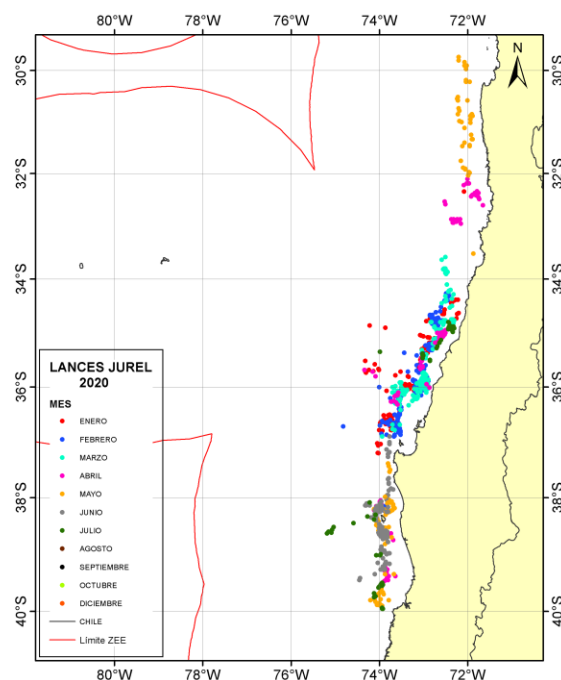 80°W 78°W 76°W 74°W 72°W
N
30°S 30°S
32°S 32°S
34°S 34°S
36°S 36°S
38°S 38°S
40°S 40°S
LANCES JUREL
2020
MES
ENERO
FEBRERO
MARZO
ABRIL
MAYO
JUNIO
JULIO
AGOSTO
SEPTIEMBRE
OCTUBRE
DICIEMBRE
CHILE
Límite ZEE
80°W 78°W 76°W 74°W 72°W